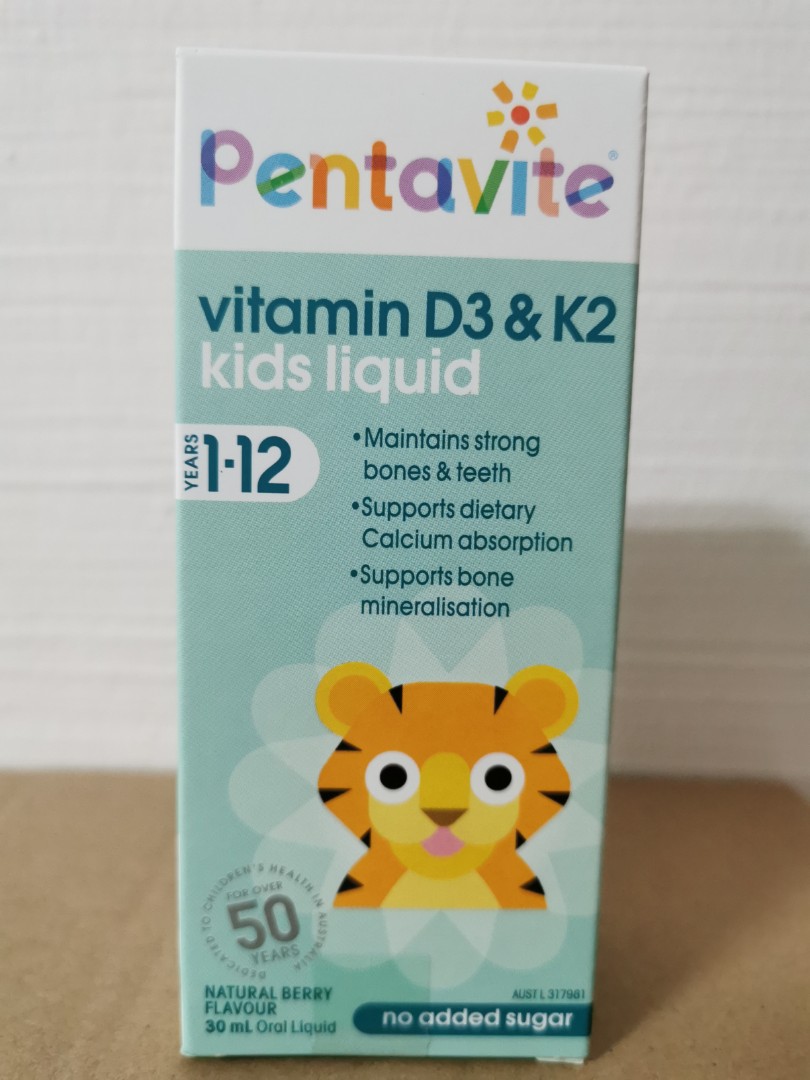 Pentavite®
vitamin D3 & K2
kids liquid
YEARS 1-12
•Maintains strong
bones & teeth
•Supports dietary
Calcium absorption
•Supports bone
mineralisation
DEDICATED TO CHILDREN'S HEALTH IN AUSTRALIA
FOR OVER
50
YEARS
NATURAL BERRY
FLAVOUR
30 mL Oral Liquid
AUST L 317981
no added sugar